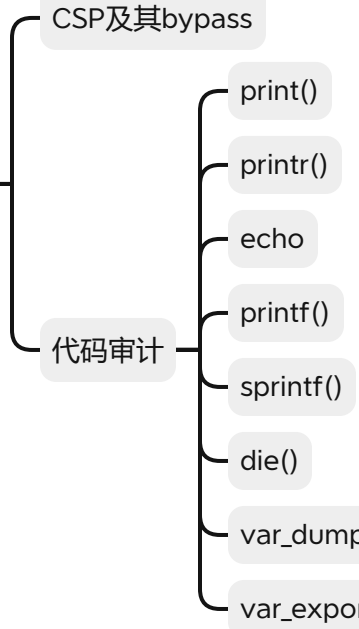 CSP及其bypass
print()
printr()
echo
printf()
代码审计
sprintf()
die()
var_dump
var_expor